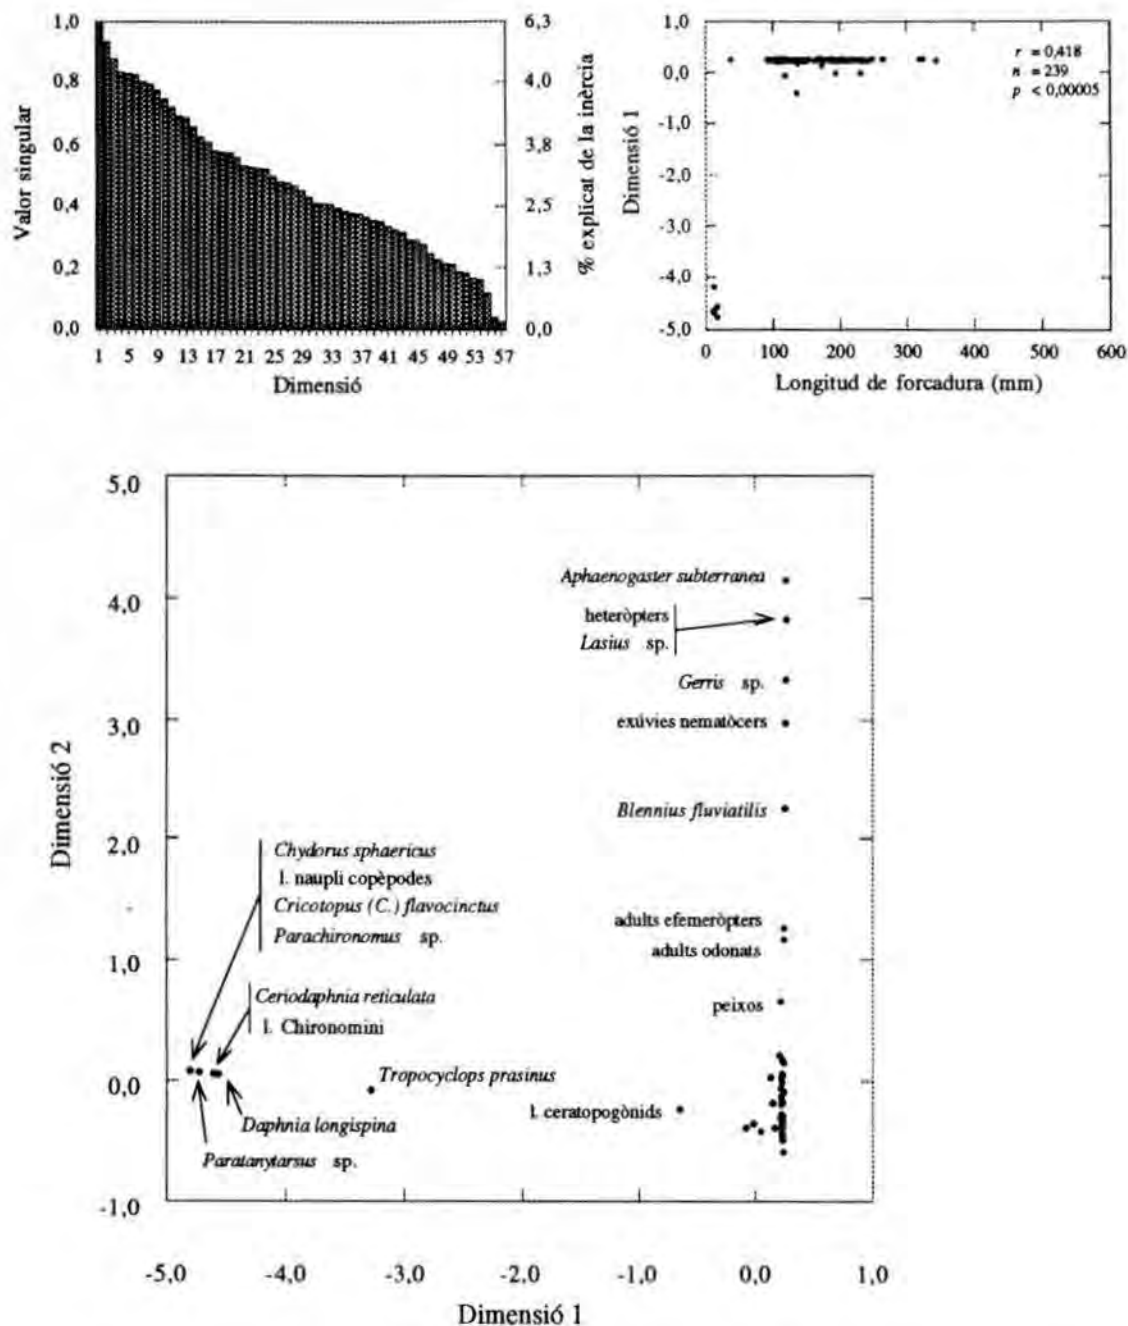 Valor singular
1,0
0,8
0,6
0,4
0,2
0,0
6,3
4,0
3,8
2,5
1,3
0,0
% explicat de la inèrcia
1 5 9 13 17 21 25 29 33 37 41 45 49 53 57
Dimensió
Dimensió 1
1,0
0,0
-1,0
-2,0
-3,0
-4,0
-5,0
r = 0,418
n = 239
p < 0,00005
0 100 200 300 400 500 600
Longitud de forcadura (mm)
Dimensió 2
5,0
4,0
3,0
2,0
1,0
0,0
-1,0
Aphaenogaster subterranea
heteròpters
Lasius sp.
Gerris sp.
exúvies nematòcers
Blennius fluviatilis
Chydorus sphaericus
l. naupli copèpodes
Cricotopus (C.) flavocinctus
Parachironomus sp.
adults efemeròpters
adults odonats
Ceriodaphnia reticulata
l. Chironomini
peixos
Tropocyclops prasinus
l. ceratopogònids
Daphnia longispina
Paratanytarsus sp.
-5,0 -4,0 -3,0 -2,0 -1,0 0,0 1,0
Dimensió 1